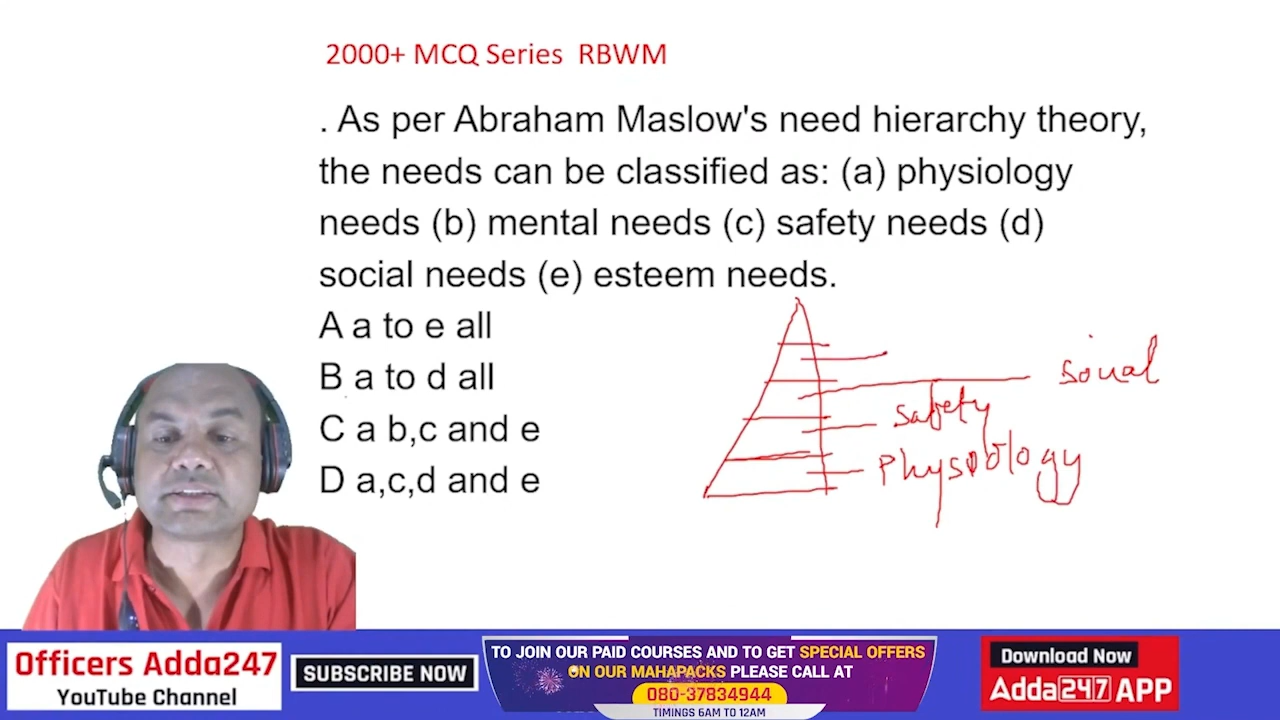 2000+ MCQ Series RBWM
. As per Abraham Maslow's need hierarchy theory,
the needs can be classified as: (a) physiology
needs (b) mental needs (c) safety needs (d)
social needs (e) esteem needs.
A a to e all
B a to d all
C a b,c and e
D a,c,d and e
social
safety
Physiology
Officers Adda247
YouTube Channel
SUBSCRIBE NOW
TO JOIN OUR PAID COURSES AND TO GET SPECIAL OFFERS
ON OUR MAHAPACKS PLEASE CALL AT
080-37834944
TIMINGS 6AM TO 12AM
Download Now
Adda247 APP